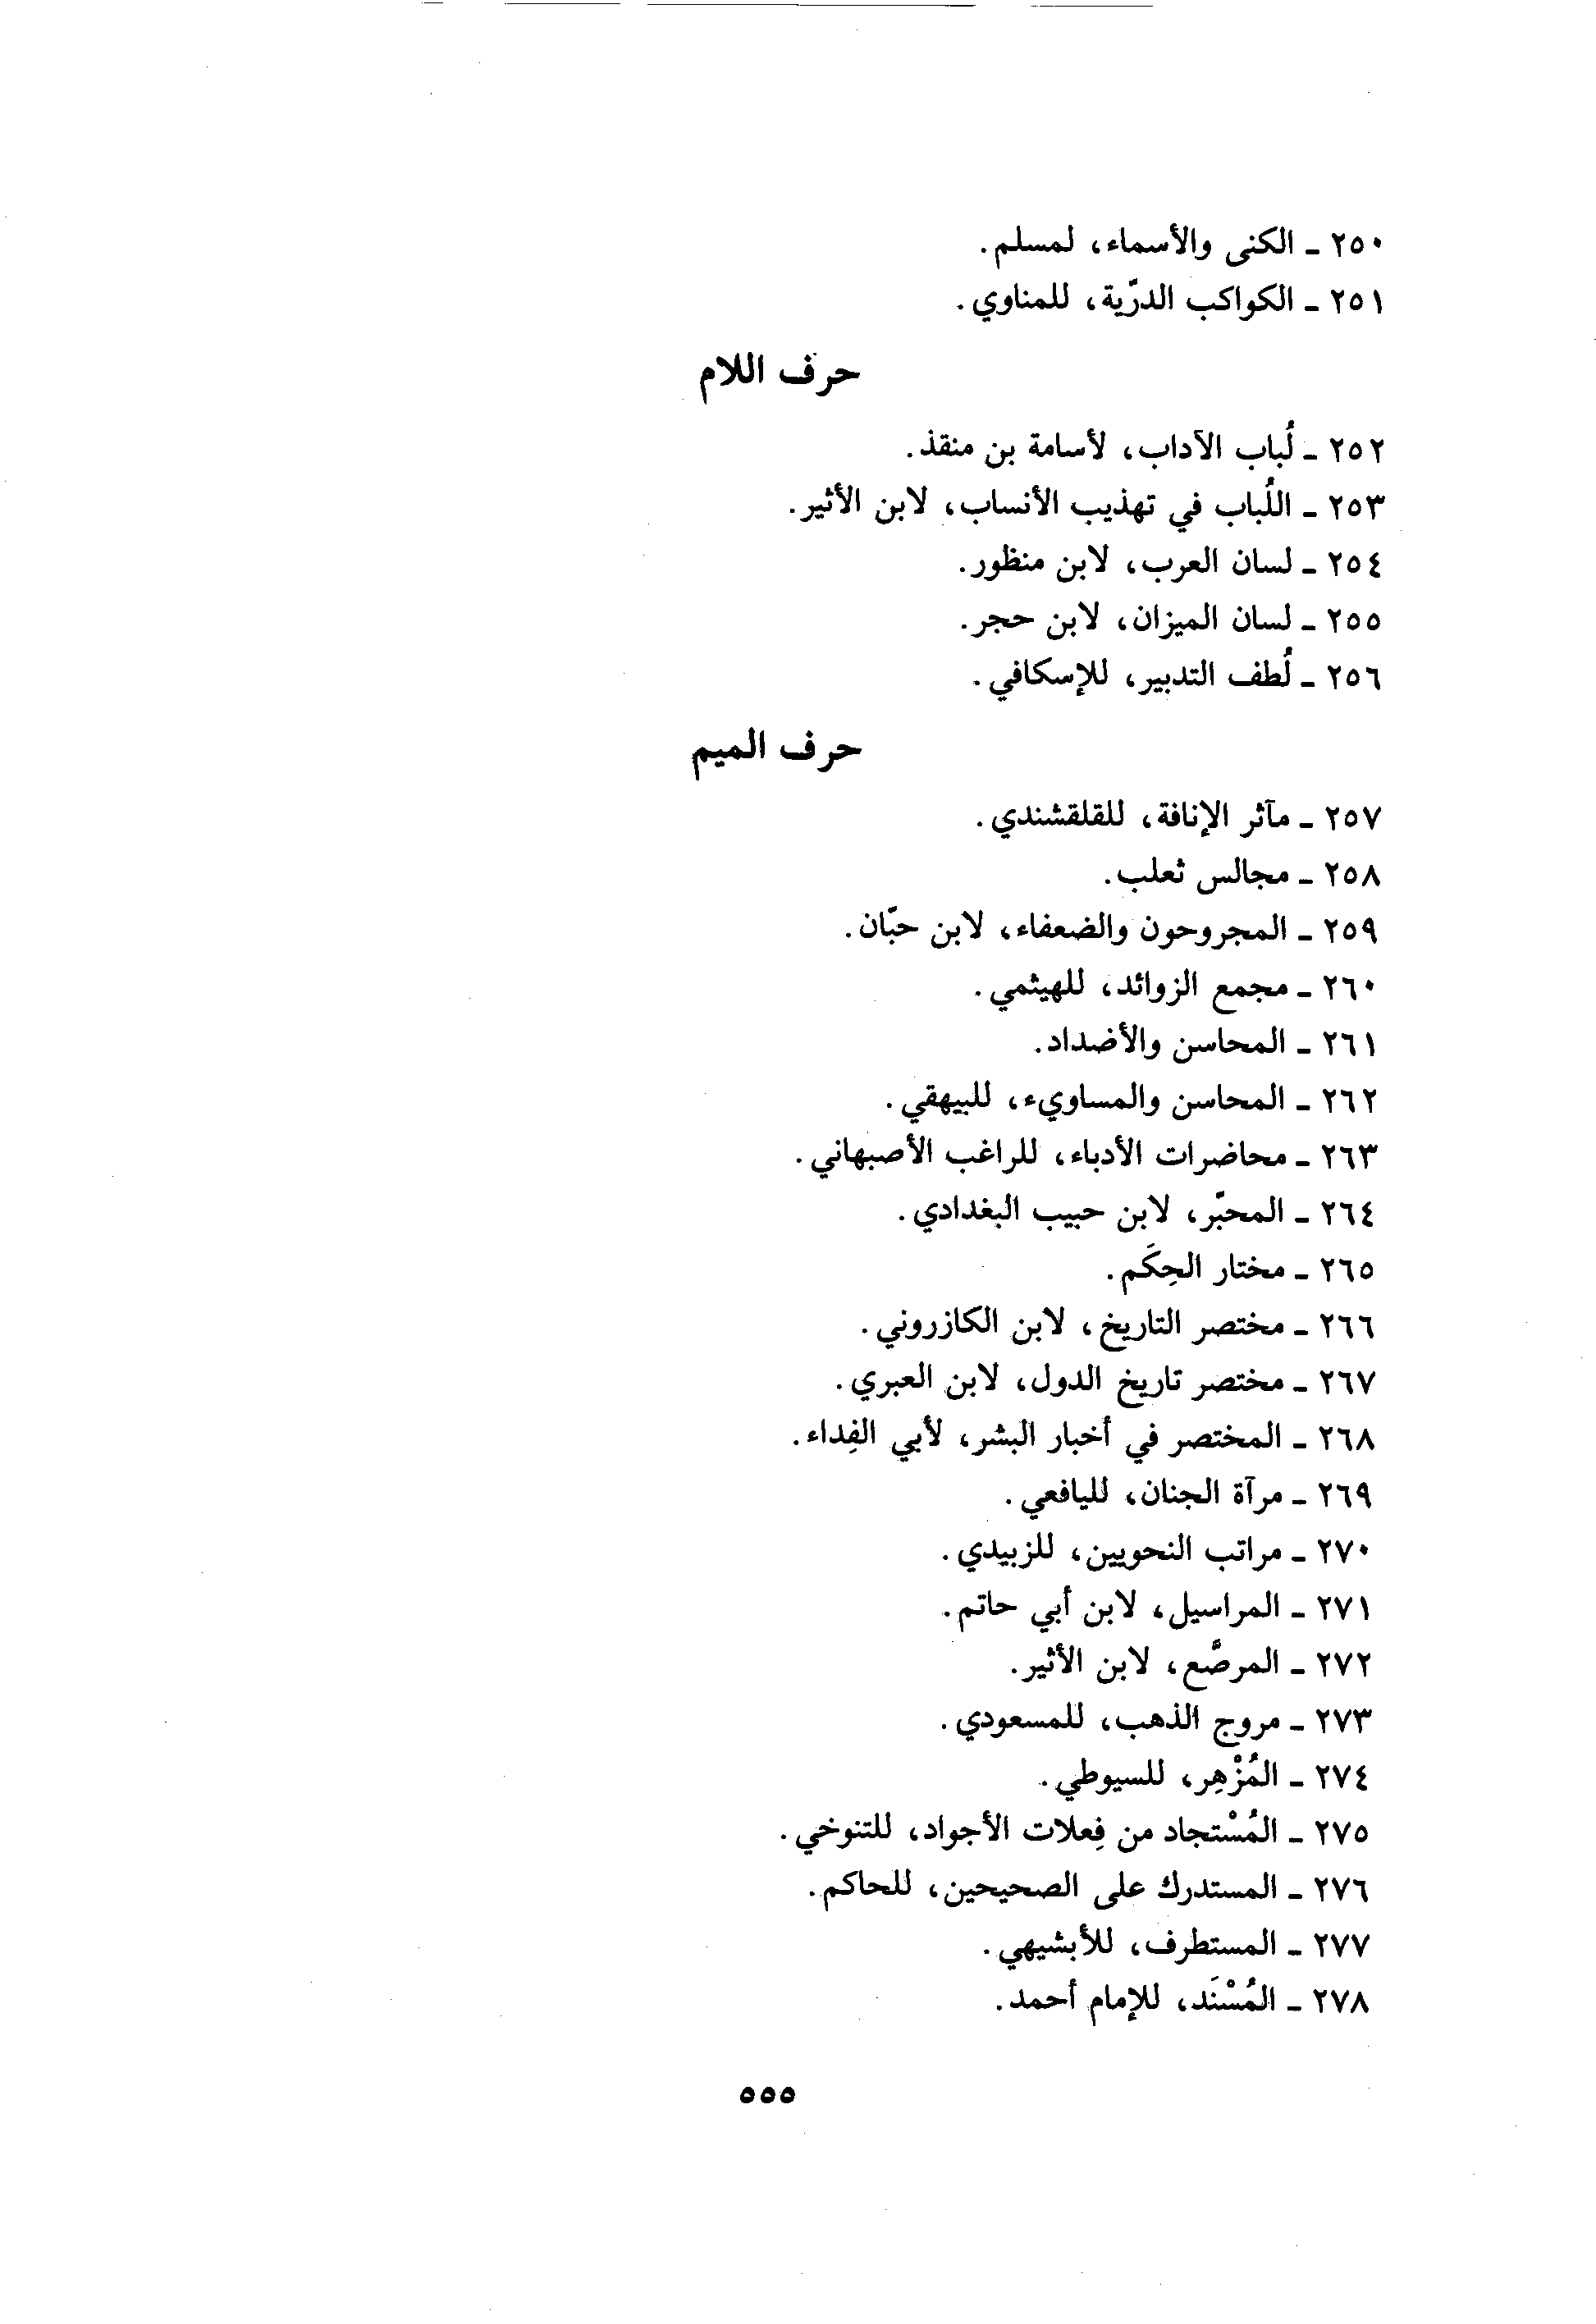 ٢٥٠ ـ الكنى والأسماء، لمسلم.
٢٥١ ـ الكواكب الدرّية، للمناوي.
حرف اللام
٢٥٢ ـ لُباب الآداب، لأسامة بن منقذ.
٢٥٣ ـ اللُباب في تهذيب الأنساب، لابن الأثير.
٢٥٤ ـ لسان العرب، لابن منظور.
٢٥٥ ـ لسان الميزان، لابن حجر.
٢٥٦ ـ لُطف التدبير، للإسكافي.
حرف الميم
٢٥٧ ـ مآثر الإنافة، للقلقشندي.
٢٥٨ ـ مجالس ثعلب.
٢٥٩ ـ المجروحون والضعفاء، لابن حبّان.
٢٦٠ ـ مجمع الزوائد، للهيثمي.
٢٦١ ـ المحاسن والأضداد.
٢٦٢ ـ المحاسن والمساويء، للبيهقي.
٢٦٣ ـ محاضرات الأدباء، للراغب الأصبهاني.
٢٦٤ ـ المحبّر، لابن حبيب البغدادي.
٢٦٥ ـ مختار الحِكَم.
٢٦٦ ـ مختصر التاريخ، لابن الكازروني.
٢٦٧ ـ مختصر تاريخ الدول، لابن العبري.
٢٦٨ ـ المختصر في أخبار البشر، لأبي الفِداء.
٢٦٩ ـ مرآة الجنان، لليافعي.
٢٧٠ ـ مراتب النحويين، للزبيدي.
٢٧١ ـ المراسيل، لابن أبي حاتم.
٢٧٢ ـ المرصَّع، لابن الأثير.
٢٧٣ ـ مروج الذهب، للمسعودي.
٢٧٤ ـ المُزْهِر، للسيوطي.
٢٧٥ ـ المُسْتجاد من فِعلات الأجواد، للتنوخي.
٢٧٦ ـ المستدرك على الصحيحين، للحاكم.
٢٧٧ ـ المستطرف، للأبشيهي.
٢٧٨ ـ المُسْنَد، للإمام أحمد.
٥٥٥